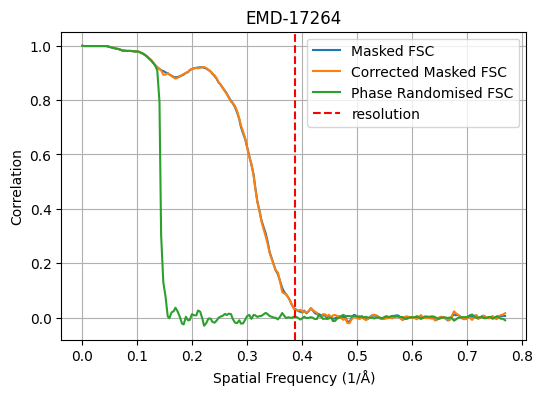 EMD-17264
Masked FSC
Corrected Masked FSC
Phase Randomised FSC
resolution
Correlation
1.0
0.8
0.6
0.4
0.2
0.0
0.0 0.1 0.2 0.3 0.4 0.5 0.6 0.7 0.8
Spatial Frequency (1/Å)